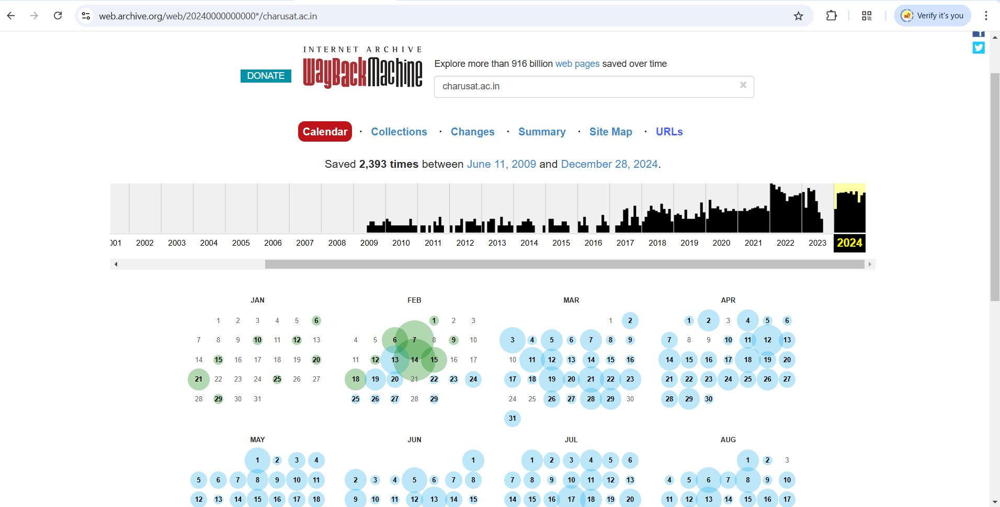 web.archive.org/web/20240000000000*/charusat.ac.in
Verify it's you
INTERNET ARCHIVE
DONATE
WayBackMachine
Explore more than 916 billion web pages saved over time
charusat.ac.in
Calendar · Collections · Changes · Summary · Site Map · URLs
Saved 2,393 times between June 11, 2009 and December 28, 2024.
001 2002 2003 2004 2005 2006 2007 2008 2009 2010 2011 2012 2013 2014 2015 2016 2017 2018 2019 2020 2021 2022 2023 2024
JAN
1 2 3 4 5 6
7 8 9 10 11 12 13
14 15 16 17 18 19 20
21 22 23 24 25 26 27
28 29 30 31
FEB
1 2 3
4 5 6 7 8 9 10
11 12 13 14 15 16 17
18 19 20 21 22 23 24
25 26 27 28 29
MAR
1 2
3 4 5 6 7 8 9
10 11 12 13 14 15 16
17 18 19 20 21 22 23
24 25 26 27 28 29 30
31
APR
1 2 3 4 5 6
7 8 9 10 11 12 13
14 15 16 17 18 19 20
21 22 23 24 25 26 27
28 29 30
MAY
1 2 3 4
5 6 7 8 9 10 11
12 13 14 15 16 17 18
JUN
1
2 3 4 5 6 7 8
9 10 11 12 13 14 15
JUL
1 2 3 4 5 6
7 8 9 10 11 12 13
14 15 16 17 18 19 20
AUG
1 2 3
4 5 6 7 8 9 10
11 12 13 14 15 16 17